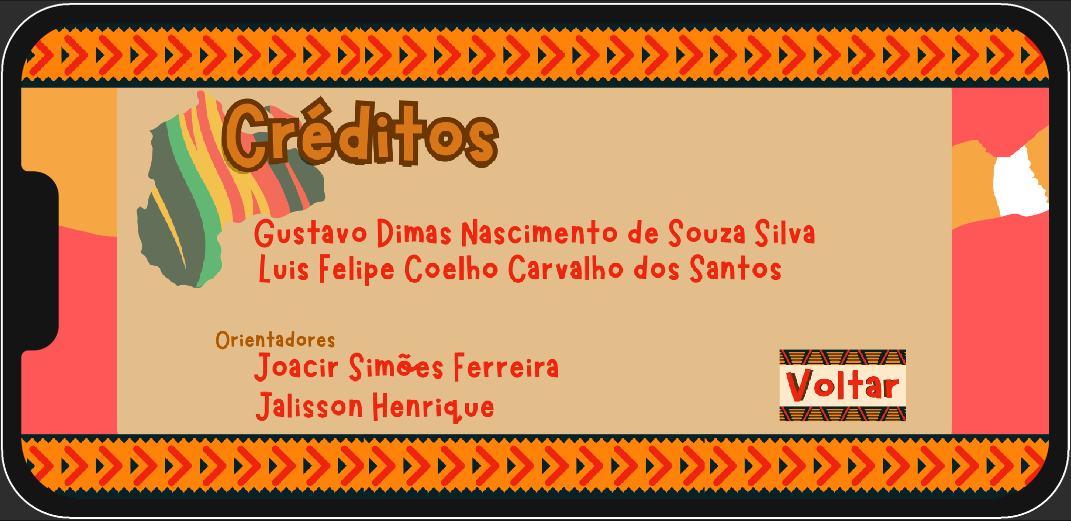 Créditos
Gustavo Dimas Nascimento de Souza Silva
Luis Felipe Coelho Carvalho dos Santos
Orientadores
Joacir Simões Ferreira
Jalisson Henrique
Voltar